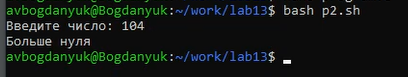 avbogdanyuk@Bogdanyuk:~/work/lab13$ bash p2.sh
Введите число: 104
Больше нуля
avbogdanyuk@Bogdanyuk:~/work/lab13$